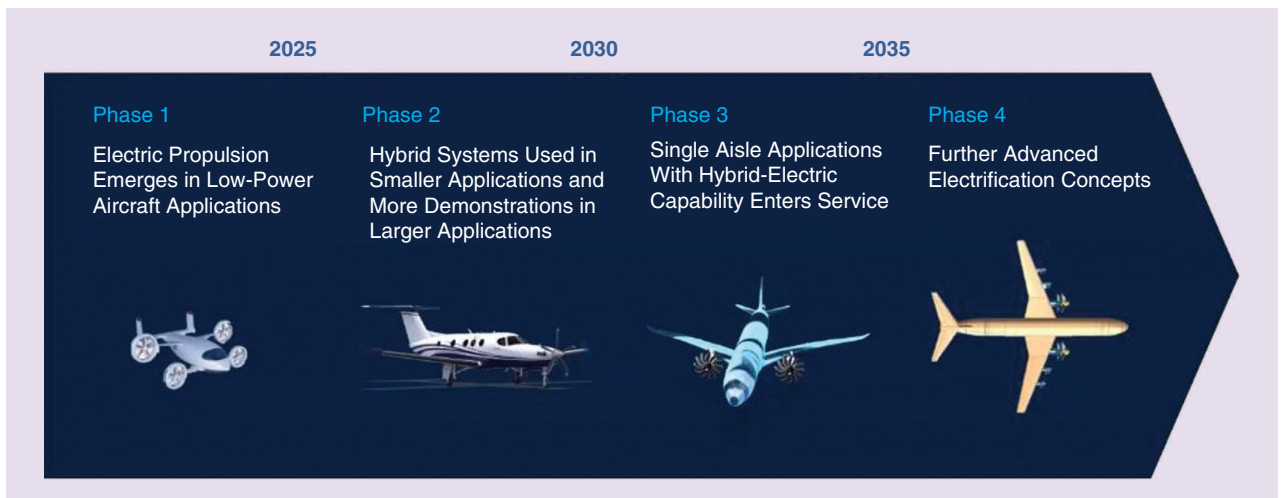 2025
2030
2035
Phase 1
Electric Propulsion
Emerges in Low-Power
Aircraft Applications
Phase 2
Hybrid Systems Used in
Smaller Applications and
More Demonstrations in
Larger Applications
Phase 3
Single Aisle Applications
With Hybrid-Electric
Capability Enters Service
Phase 4
Further Advanced
Electrification Concepts